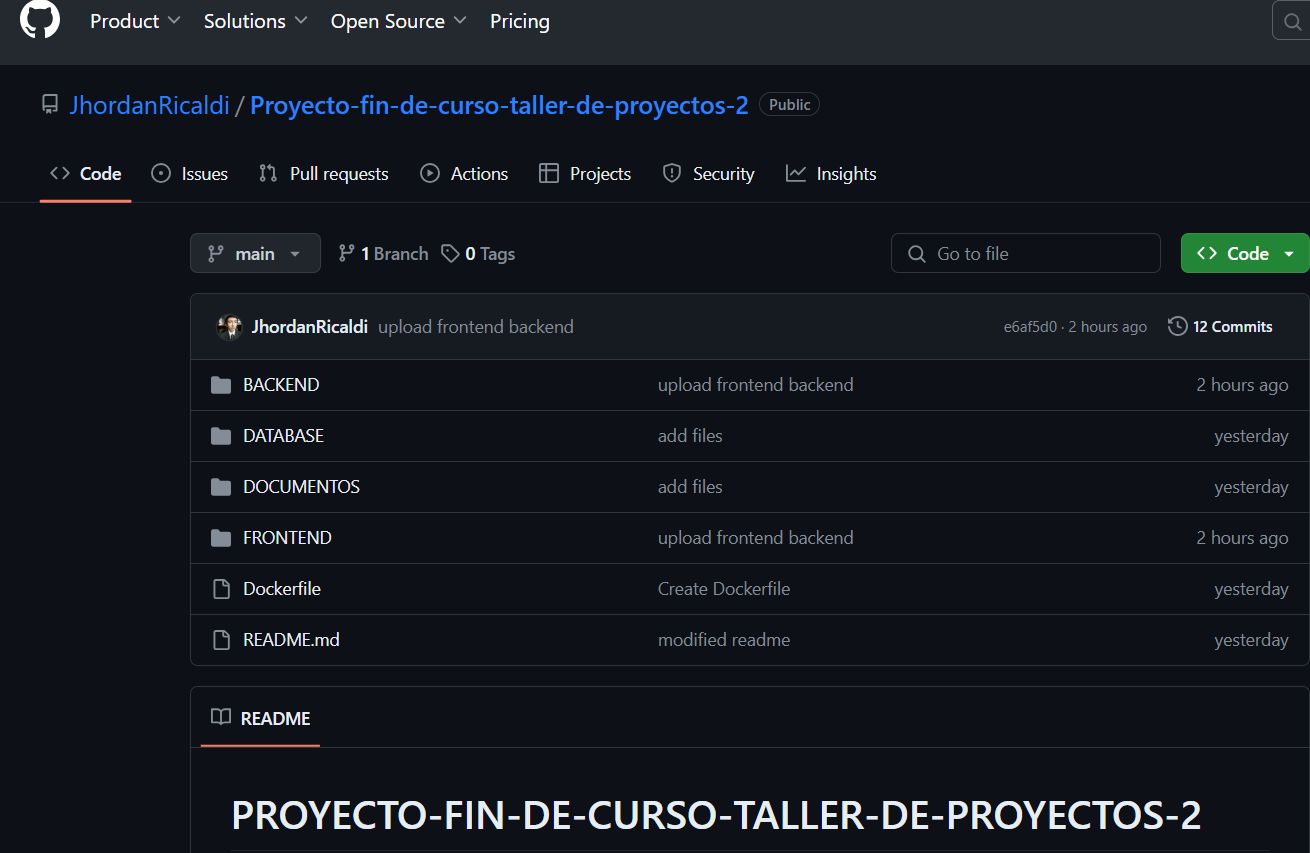 Product Solutions Open Source Pricing
JhordanRicaldi / Proyecto-fin-de-curso-taller-de-proyectos-2 Public
Code Issues Pull requests Actions Projects Security Insights
main 1 Branch 0 Tags Go to file Code
JhordanRicaldi upload frontend backend e6af5d0 · 2 hours ago 12 Commits
BACKEND upload frontend backend 2 hours ago
DATABASE add files yesterday
DOCUMENTOS add files yesterday
FRONTEND upload frontend backend 2 hours ago
Dockerfile Create Dockerfile yesterday
README.md modified readme yesterday
README
PROYECTO-FIN-DE-CURSO-TALLER-DE-PROYECTOS-2